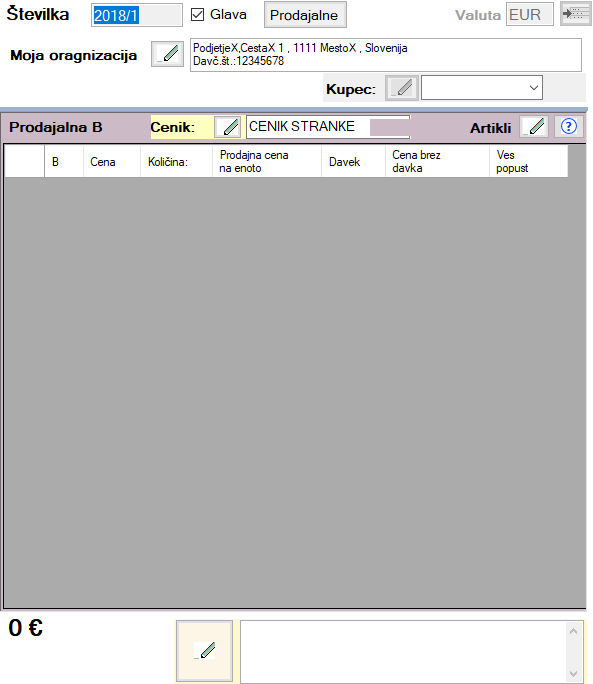 Številka 2018/1 Glava Prodajalne Valuta EUR
Moja oragnizacija PodjetjeX,CestaX 1 , 1111 MestoX , Slovenija
Davč.št.:12345678
Kupec:
Prodajalna B Cenik: CENIK STRANKE Artikli ?
B Cena Količina: Prodajna cena na enoto Davek Cena brez davka Ves popust
0 €